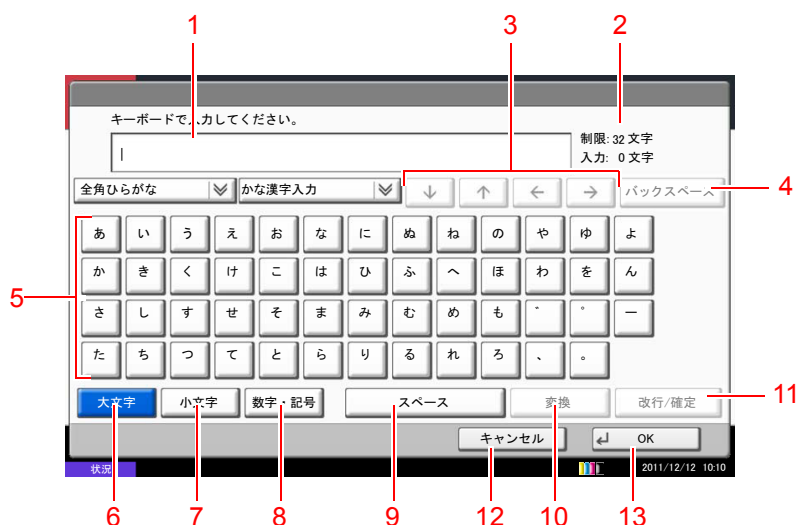 1
3
2
キーボードで入力してください。
制限: 32 文字
入力: 0 文字
全角ひらがな かな漢字入力 ↓ ↑ ← → バックスペース
4
あ い う え お な に ぬ ね の や ゆ よ
か き く け こ は ひ ふ へ ほ わ を ん
5
さ し す せ そ ま み む め も ゛ ゜ ー
た ち つ て と ら り る れ ろ 、 。
大文字 小文字 数字・記号 スペース 変換 改行/確定
11
キャンセル OK
状況 2011/12/12 10:10
6 7 8 9 12 10 13